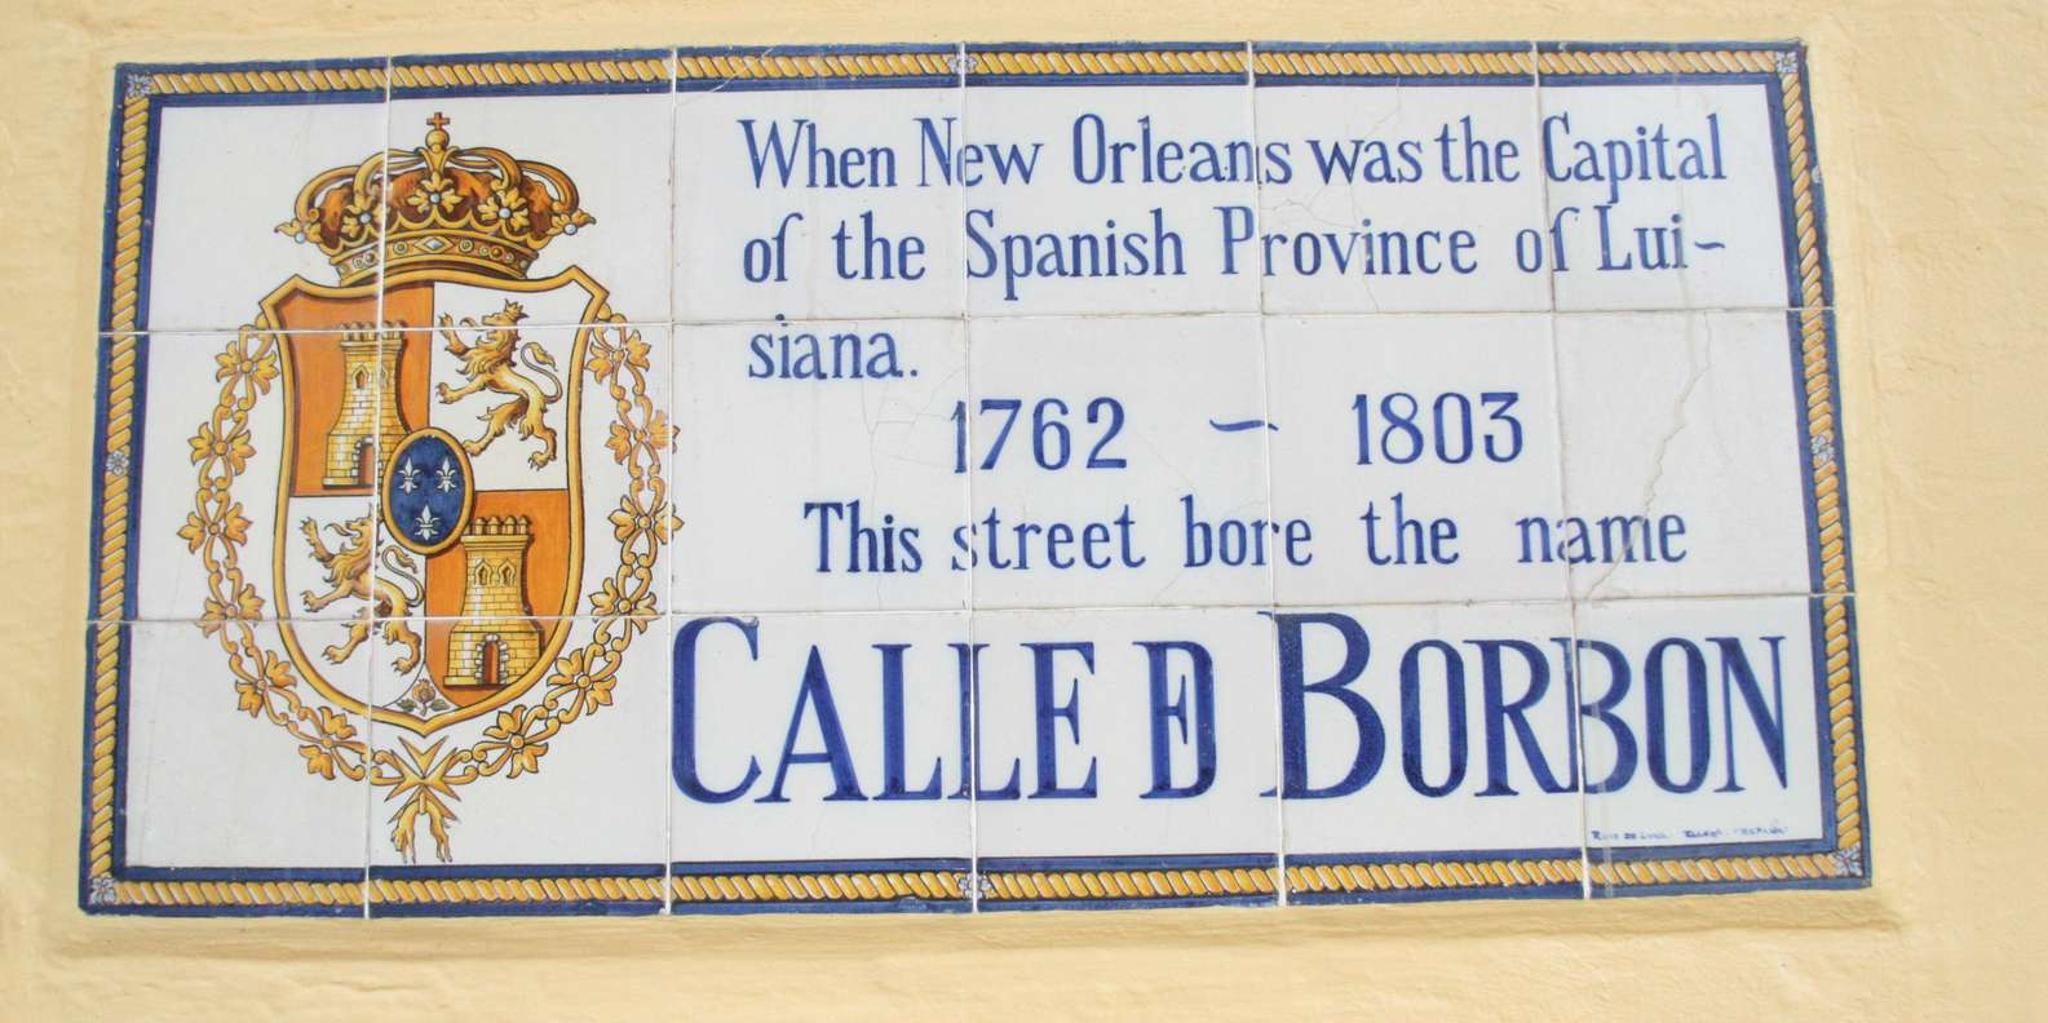 When New Orleans was the Capital
of the Spanish Province of Lui~
siana.
1762 ~ 1803
This street bore the name
CALLE DE BORBON